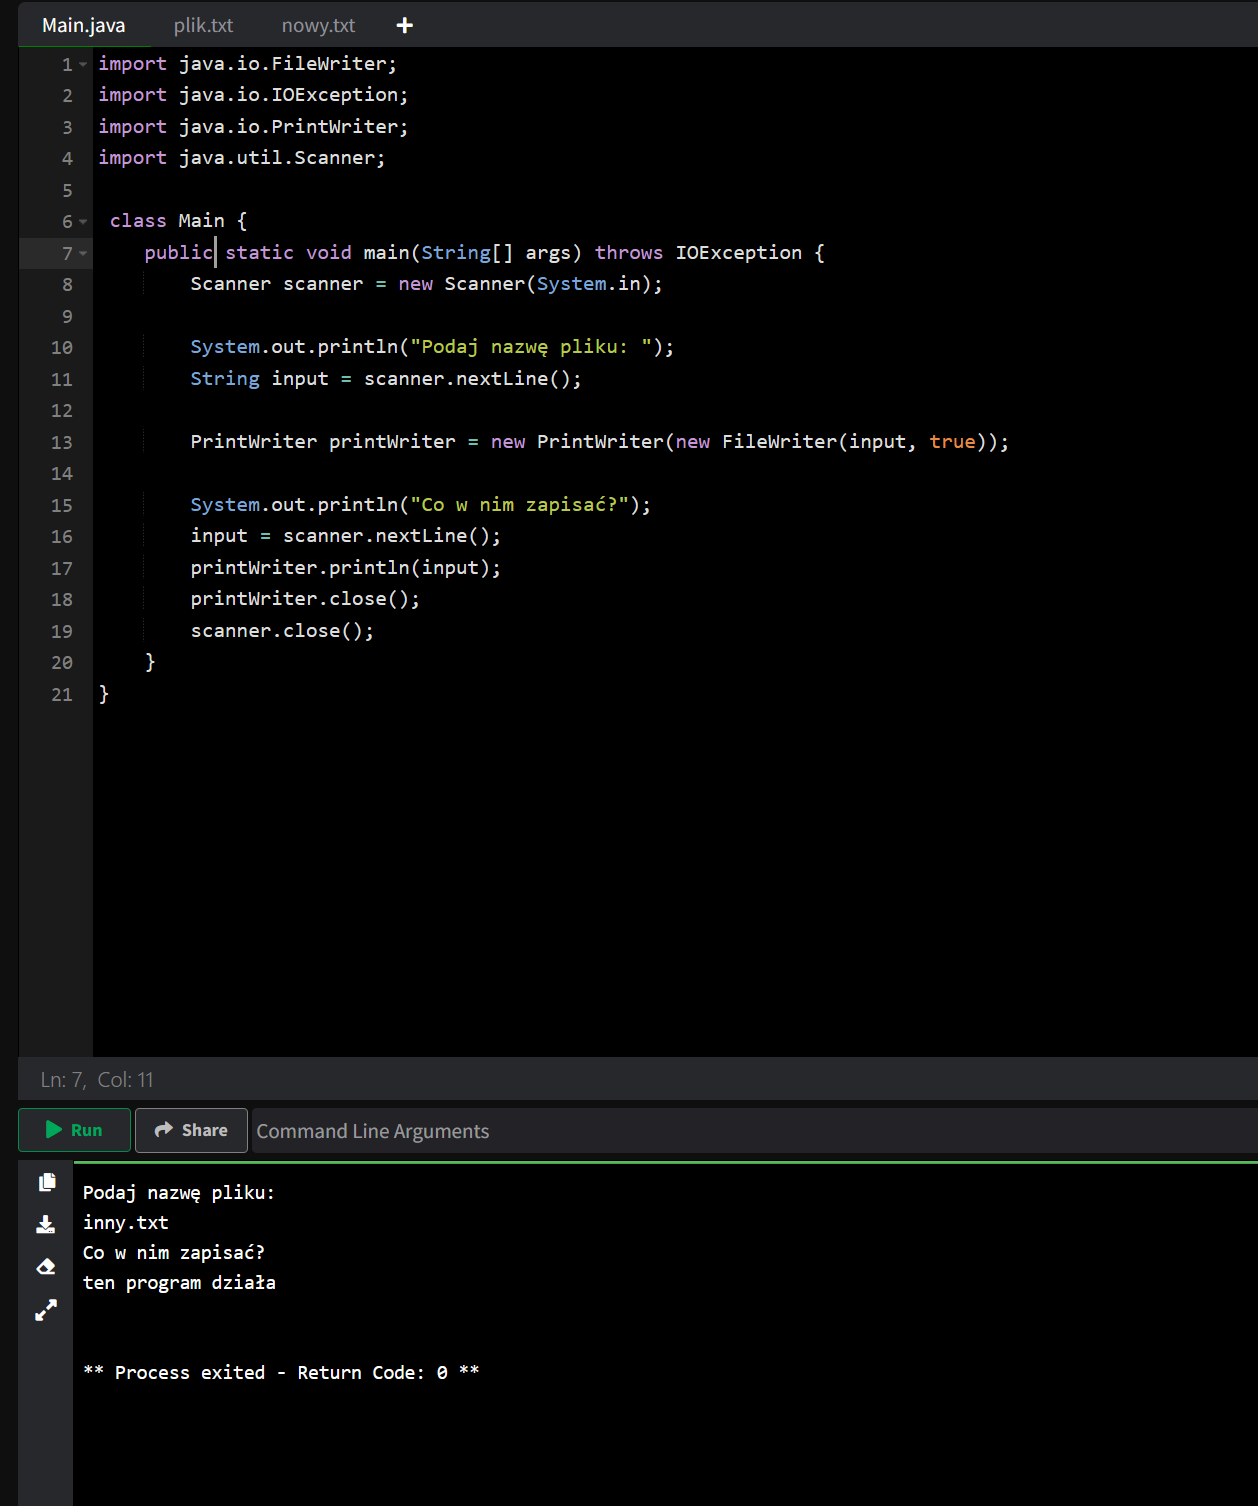 Main.java plik.txt nowy.txt +
1 import java.io.FileWriter;
2 import java.io.IOException;
3 import java.io.PrintWriter;
4 import java.util.Scanner;
5
6 class Main {
7 public static void main(String[] args) throws IOException {
8 Scanner scanner = new Scanner(System.in);
9
10 System.out.println("Podaj nazwę pliku: ");
11 String input = scanner.nextLine();
12
13 PrintWriter printWriter = new PrintWriter(new FileWriter(input, true));
14
15 System.out.println("Co w nim zapisać?");
16 input = scanner.nextLine();
17 printWriter.println(input);
18 printWriter.close();
19 scanner.close();
20 }
21 }
Ln: 7, Col: 11
Run Share Command Line Arguments
Podaj nazwę pliku:
inny.txt
Co w nim zapisać?
ten program działa
** Process exited - Return Code: 0 **